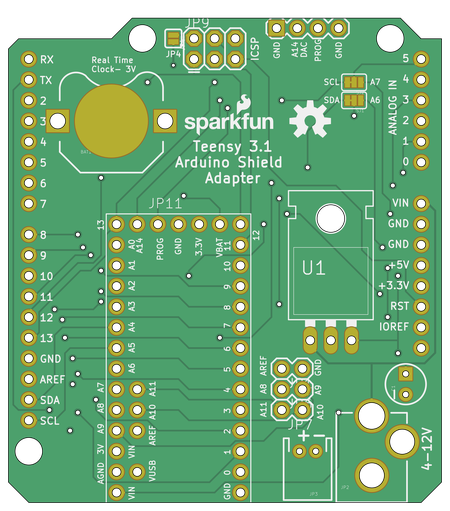 JP9
JP4
ICSP
GND
A14
DAC
PROG
GND
RX
TX
2
3
4
5
6
7
8
9
10
11
12
13
GND
AREF
SDA
SCL
Real Time
Clock- 3V
SCL
A7
SDA
A6
ANALOG IN
5
4
3
2
1
0
sparkfun
Teensy 3.1
Arduino Shield
Adapter
JP11
13
A0
A14
PROG
GND
3.3V
VBAT
11
12
A1
A2
A3
A4
A5
A6
A7
A8
A9
AGND
3V
VIN
A11
A10
AREF
VIN
VUSB
10
9
8
7
6
5
4
3
2
1
0
GND
VIN
GND
GND
+5V
+3.3V
RST
IOREF
U1
AREF
GND
A8
A9
A11
A10
JP7
+ -
JP3
JP2
4-12V